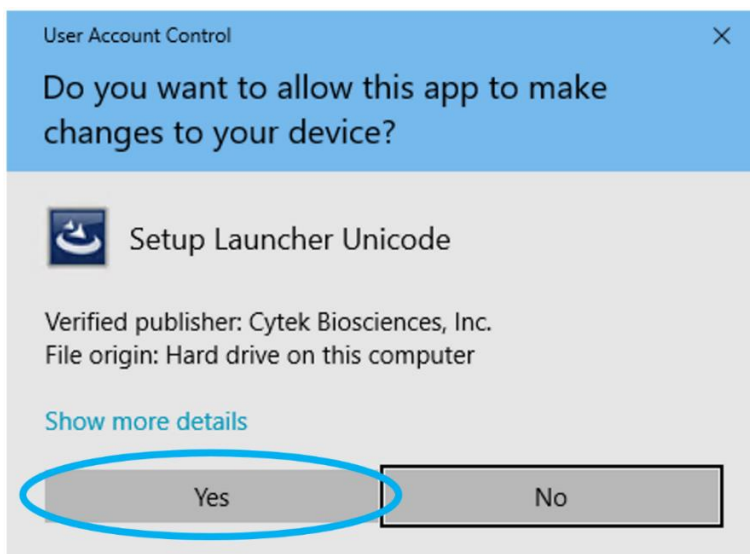 User Account Control
Do you want to allow this app to make
changes to your device?
Setup Launcher Unicode
Verified publisher: Cytek Biosciences, Inc.
File origin: Hard drive on this computer
Show more details
Yes No